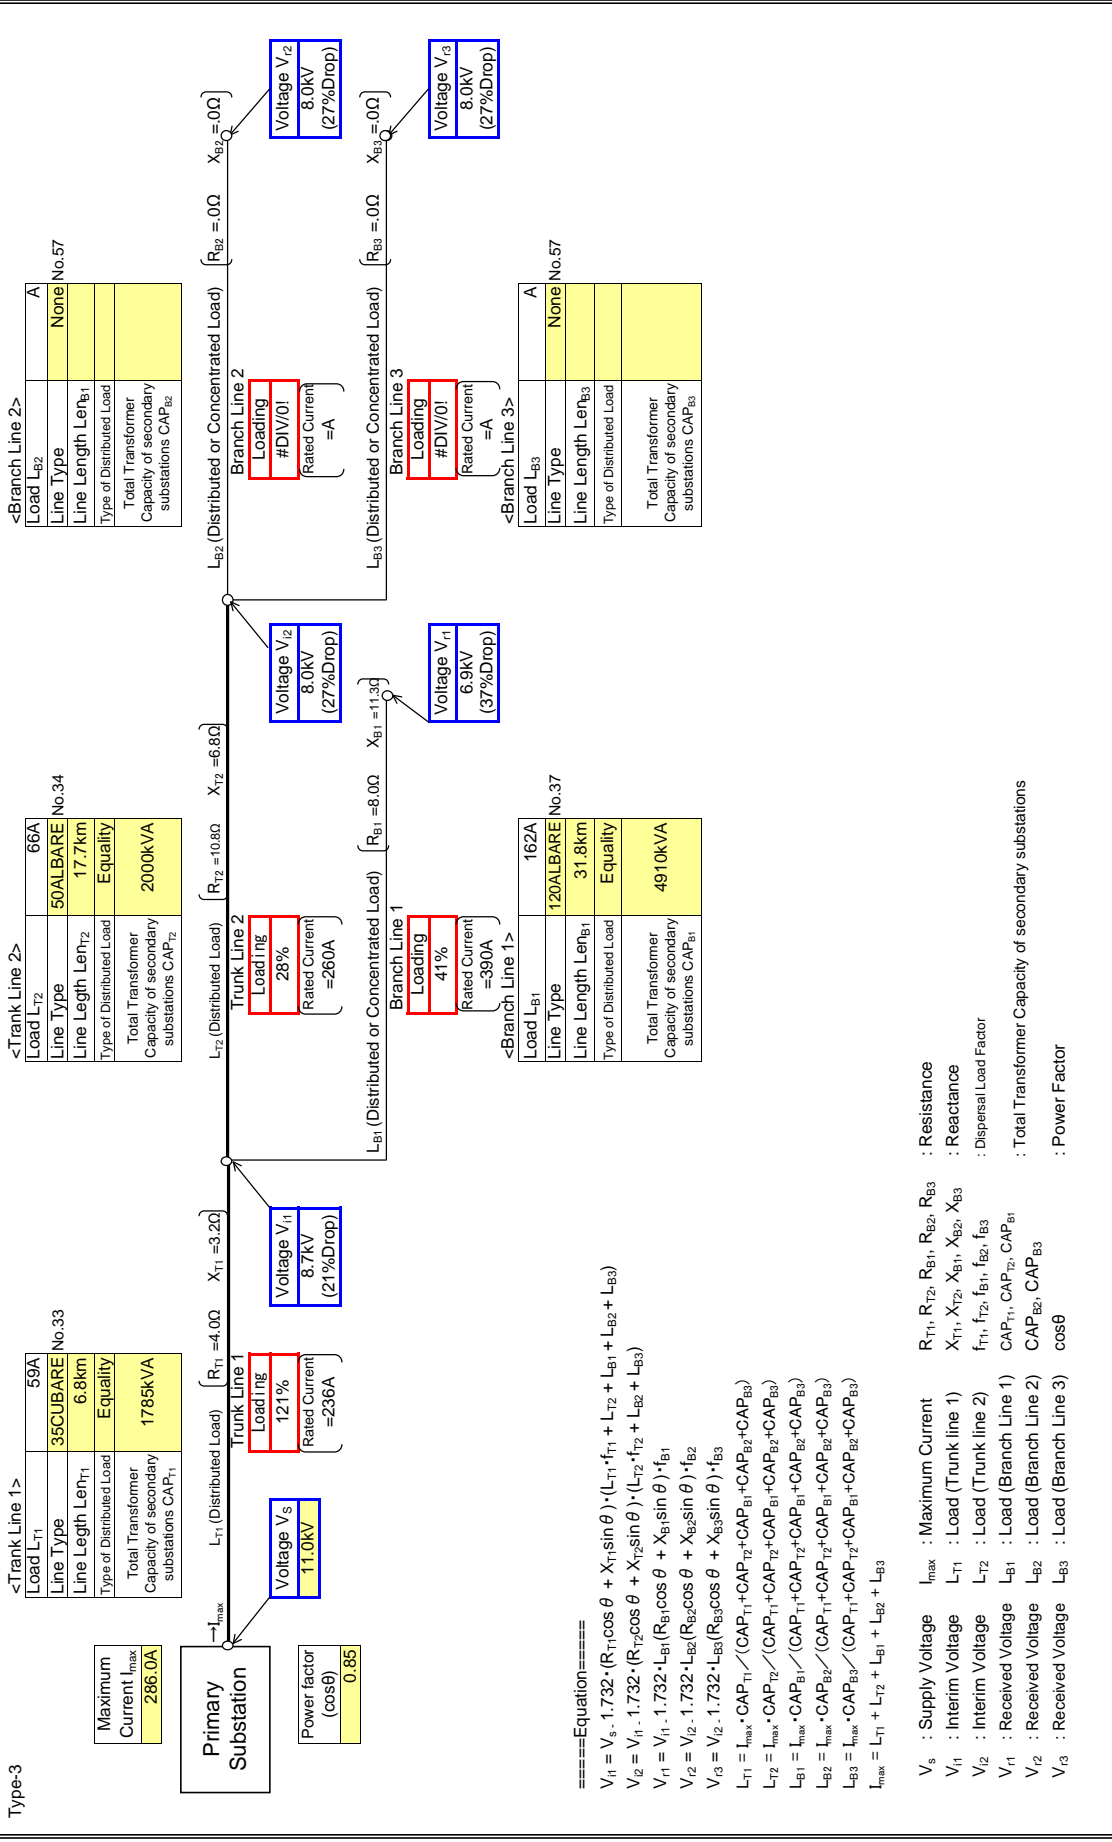 Type-3
Maximum
Current Imax
286.0A
Primary
Substation
Power factor
(cosθ)
0.85
→Imax
Voltage VS
11.0kV
<Trank Line 1>
Load LT1 59A
Line Type 35CUBARE No.33
Line Length LenT1 6.8km
Type of Distributed Load Equality
Total Transformer
Capacity of secondary
substations CAPT1
1785kVA
LT1 (Distributed Load)
RT1 =4.0Ω XT1 =3.2Ω
Trunk Line 1
Loading
121%
Rated Current
=236A
Voltage Vi1
8.7kV
(21%Drop)
<Trank Line 2>
Load LT2 66A
Line Type 50ALBARE No.34
Line Legth LenT2 17.7km
Type of Distributed Load Equality
Total Transformer
Capacity of secondary
substations CAPT2
2000kVA
LT2 (Distributed Load)
RT2 =10.8Ω XT2 =6.8Ω
Trunk Line 2
Loading
28%
Rated Current
=260A
Voltage Vi2
8.0kV
(27%Drop)
LB1 (Distributed or Concentrated Load)
RB1 =8.0Ω XB1 =11.3Ω
Branch Line 1
Loading
41%
Rated Current
=390A
Voltage Vr1
6.9kV
(37%Drop)
<Branch Line 1>
Load LB1 162A
Line Type 120ALBARE No.37
Line Length LenB1 31.8km
Type of Distributed Load Equality
Total Transformer
Capacity of secondary
substations CAPB1
4910kVA
<Branch Line 2>
Load LB2 A
Line Type None No.57
Line Length LenB1
Type of Distributed Load
Total Transformer
Capacity of secondary
substations CAPB2
LB2 (Distributed or Concentrated Load)
RB2 =.0Ω XB2 =.0Ω
Branch Line 2
Loading
#DIV/0!
Rated Current
=A
Voltage Vr2
8.0kV
(27%Drop)
LB3 (Distributed or Concentrated Load)
RB3 =.0Ω XB3 =.0Ω
Branch Line 3
Loading
#DIV/0!
Rated Current
=A
Voltage Vr3
8.0kV
(27%Drop)
<Branch Line 3>
Load LB3 A
Line Type None No.57
Line Length LenB3
Type of Distributed Load
Total Transformer
Capacity of secondary
substations CAPB3
=====Equation=====
Vi1 = VS - 1.732・(RT1cosθ + XT1sinθ)・(LT1・fT1 + LT2 + LB1 + LB2 + LB3)
Vi2 = Vi1 - 1.732・(RT2cosθ + XT2sinθ)・(LT2・fT2 + LB2 + LB3)
Vr1 = Vi1 - 1.732・LB1(RB1cosθ + XB1sinθ)・fB1
Vr2 = Vi2 - 1.732・LB2(RB2cosθ + XB2sinθ)・fB2
Vr3 = Vi2 - 1.732・LB3(RB3cosθ + XB3sinθ)・fB3
LT1 = Imax・CAPT1／(CAPT1+CAPT2+CAPB1+CAPB2+CAPB3)
LT2 = Imax・CAPT2／(CAPT1+CAPT2+CAPB1+CAPB2+CAPB3)
LB1 = Imax・CAPB1／(CAPT1+CAPT2+CAPB1+CAPB2+CAPB3)
LB2 = Imax・CAPB2／(CAPT1+CAPT2+CAPB1+CAPB2+CAPB3)
LB3 = Imax・CAPB3／(CAPT1+CAPT2+CAPB1+CAPB2+CAPB3)
Imax = LT1 + LT2 + LB1 + LB2 + LB3
Vs : Supply Voltage Imax : Maximum Current RT1, RT2, RB1, RB2, RB3 : Resistance
Vi1 : Interim Voltage LT1 : Load (Trunk line 1) XT1, XT2, XB1, XB2, XB3 : Reactance
Vi2 : Interim Voltage LT2 : Load (Trunk line 2) fT1, fT2, fB1, fB2, fB3 : Dispersal Load Factor
Vr1 : Received Voltage LB1 : Load (Branch Line 1) CAPT1, CAPT2, CAPB1 : Total Transformer Capacity of secondary substations
Vr2 : Received Voltage LB2 : Load (Branch Line 2) CAPB2, CAPB3
Vr3 : Received Voltage LB3 : Load (Branch Line 3) cosθ : Power Factor